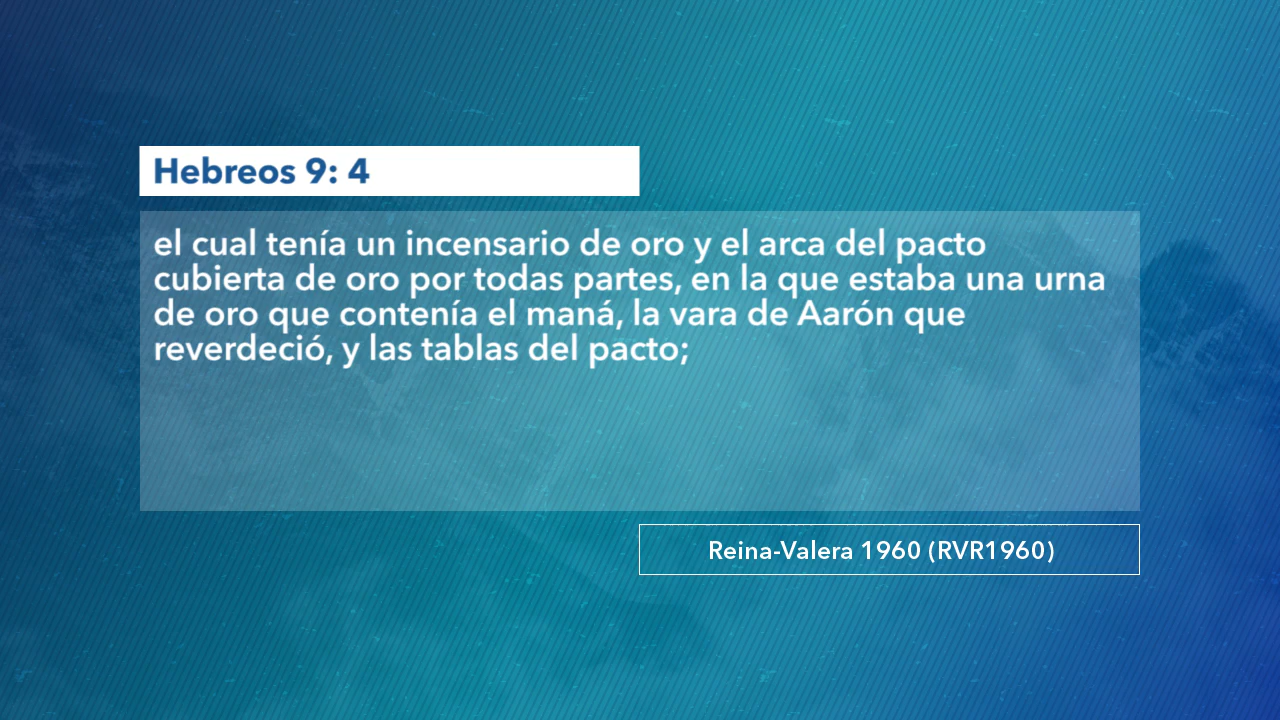 Hebreos 9: 4
el cual tenía un incensario de oro y el arca del pacto
cubierta de oro por todas partes, en la que estaba una urna
de oro que contenía el maná, la vara de Aarón que
reverdeció, y las tablas del pacto;
Reina-Valera 1960 (RVR1960)